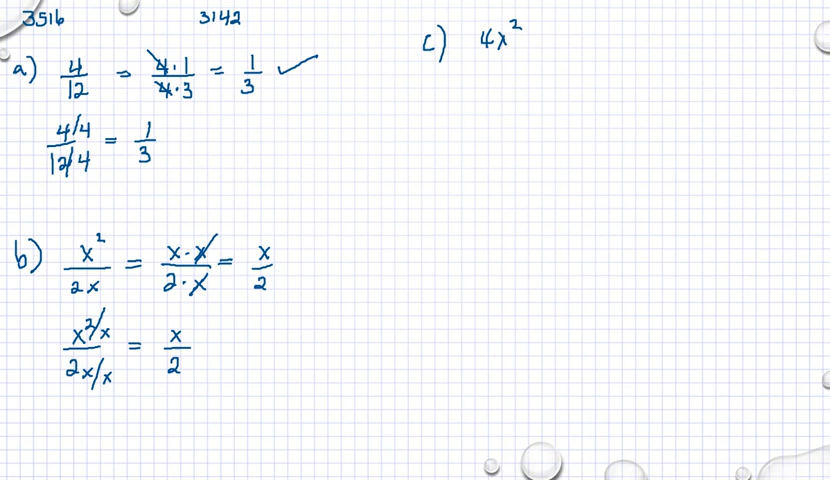 3516 3142
a) 4/12 = 4·1/4·3 = 1/3 ✓
4/4 / 12/4 = 1/3
b) x²/2x = x·x/2·x = x/2
x²/x / 2x/x = x/2
c) 4x²